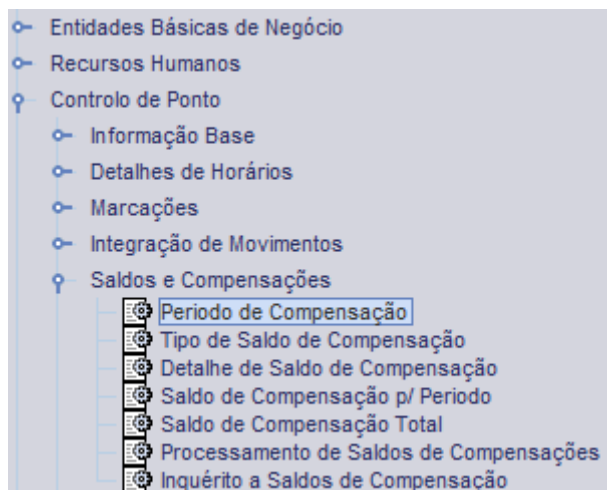 Entidades Básicas de Negócio
Recursos Humanos
Controlo de Ponto
Informação Base
Detalhes de Horários
Marcações
Integração de Movimentos
Saldos e Compensações
Periodo de Compensação
Tipo de Saldo de Compensação
Detalhe de Saldo de Compensação
Saldo de Compensação p/ Periodo
Saldo de Compensação Total
Processamento de Saldos de Compensações
Inquérito a Saldos de Compensação